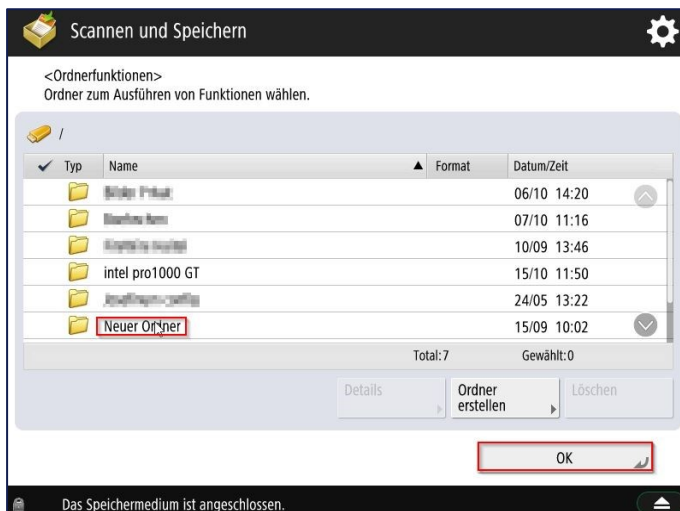 Scannen und Speichern
<Ordnerfunktionen>
Ordner zum Ausführen von Funktionen wählen.
/
Typ Name Format Datum/Zeit
06/10 14:20
07/10 11:16
10/09 13:46
intel pro1000 GT 15/10 11:50
24/05 13:22
Neuer Ordner 15/09 10:02
Total:7 Gewählt:0
Details Ordner erstellen Löschen
OK
Das Speichermedium ist angeschlossen.